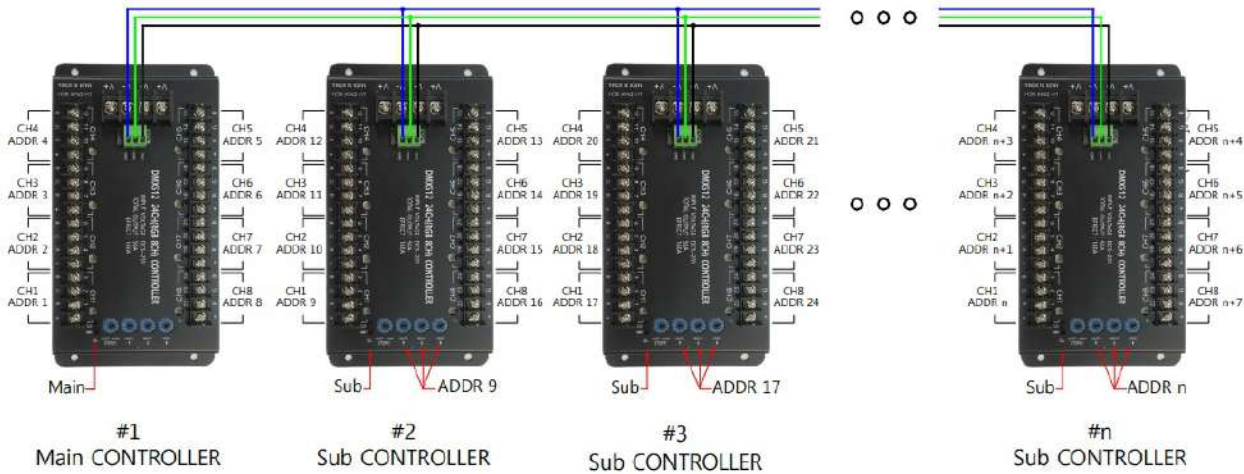 CH4
ADDR 4
CH3
ADDR 3
CH2
ADDR 2
CH1
ADDR 1
CH5
ADDR 5
CH6
ADDR 6
CH7
ADDR 7
CH8
ADDR 8
+V
+V
CONTROLLER
Main
#1
Main CONTROLLER
CH4
ADDR 12
CH3
ADDR 11
CH2
ADDR 10
CH1
ADDR 9
CH5
ADDR 13
CH6
ADDR 14
CH7
ADDR 15
CH8
ADDR 16
+V
+V
CONTROLLER
Sub
ADDR 9
#2
Sub CONTROLLER
CH4
ADDR 20
CH3
ADDR 19
CH2
ADDR 18
CH1
ADDR 17
CH5
ADDR 21
CH6
ADDR 22
CH7
ADDR 23
CH8
ADDR 24
+V
+V
CONTROLLER
Sub
ADDR 17
#3
Sub CONTROLLER
CH4
ADDR n+3
CH3
ADDR n+2
CH2
ADDR n+1
CH1
ADDR n
CH5
ADDR n+4
CH6
ADDR n+5
CH7
ADDR n+6
CH8
ADDR n+7
+V
+V
CONTROLLER
Sub
ADDR n
#n
Sub CONTROLLER